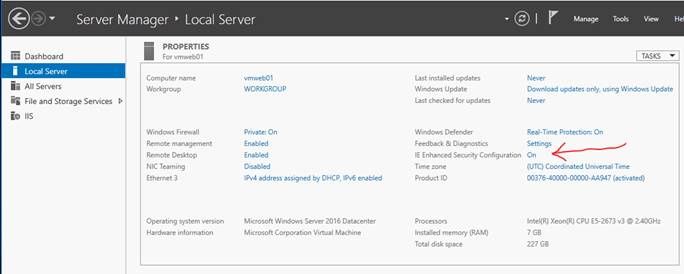 Server Manager ‣ Local Server
Manage Tools View Hel
Dashboard
Local Server
All Servers
File and Storage Services
IIS
PROPERTIES
For vmweb01
TASKS
Computer name vmweb01
Workgroup WORKGROUP
Last installed updates Never
Windows Update Download updates only, using Windows Update
Last checked for updates Never
Windows Firewall Private: On
Remote management Enabled
Remote Desktop Enabled
NIC Teaming Disabled
Ethernet 3 IPv4 address assigned by DHCP, IPv6 enabled
Windows Defender Real-Time Protection: On
Feedback & Diagnostics Settings
IE Enhanced Security Configuration On
Time zone (UTC) Coordinated Universal Time
Product ID 00376-40000-00000-AA947 (activated)
Operating system version Microsoft Windows Server 2016 Datacenter
Hardware information Microsoft Corporation Virtual Machine
Processors Intel(R) Xeon(R) CPU E5-2673 v3 @ 2.40GHz
Installed memory (RAM) 7 GB
Total disk space 227 GB